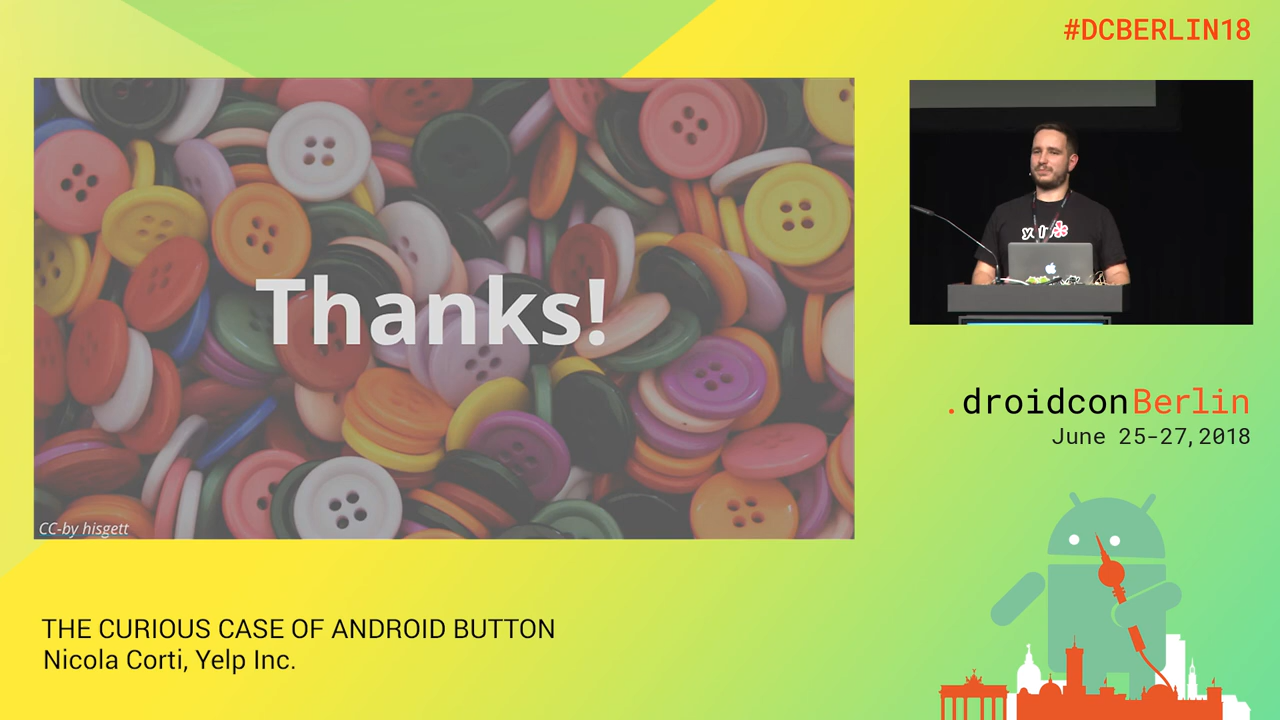 #DCBERLIN18
Thanks!
CC-by hisgett
.droidconBerlin
June 25-27, 2018
THE CURIOUS CASE OF ANDROID BUTTON
Nicola Corti, Yelp Inc.